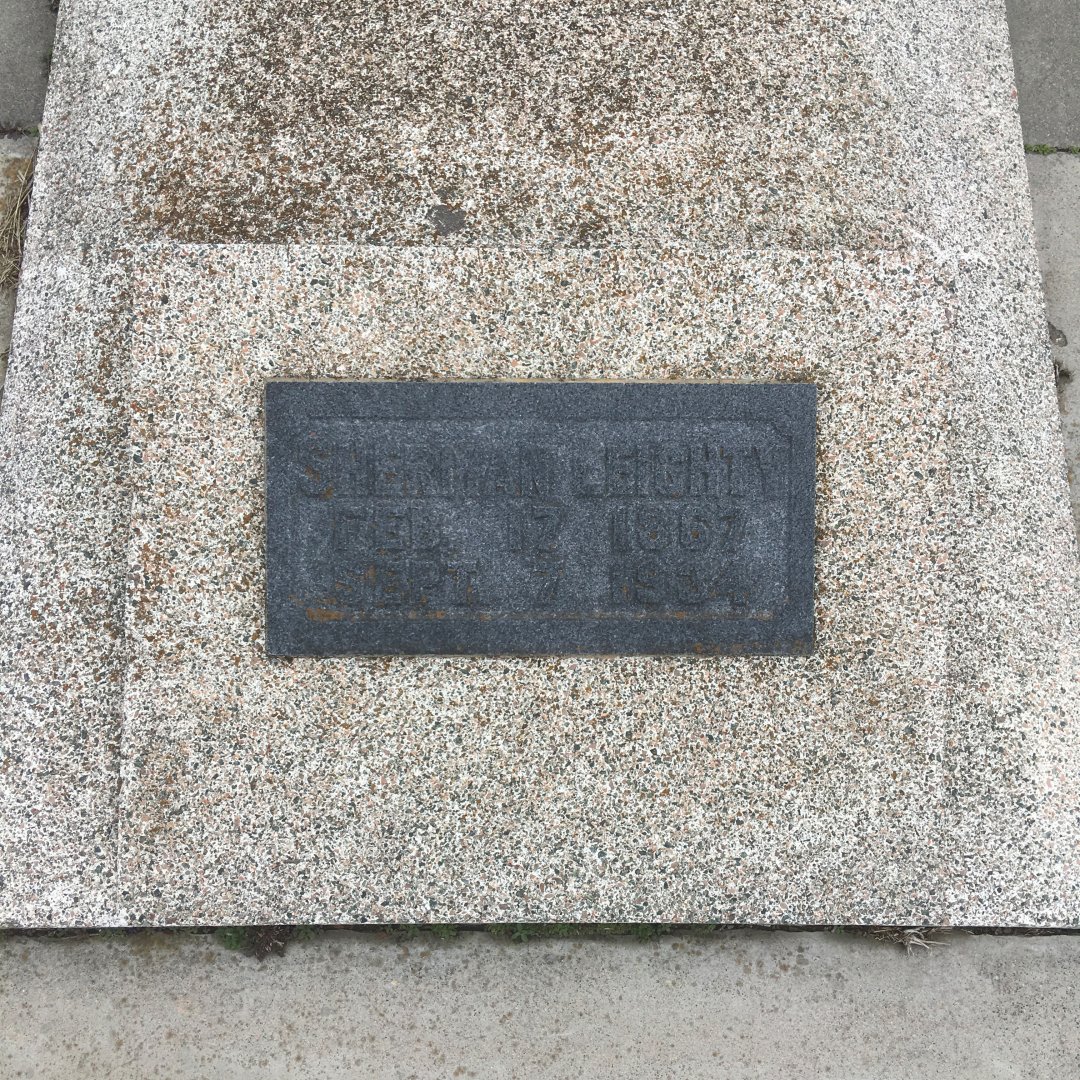 SHERMAN LEIGHTY
FEB. 17 1867
SEPT. 7 1934